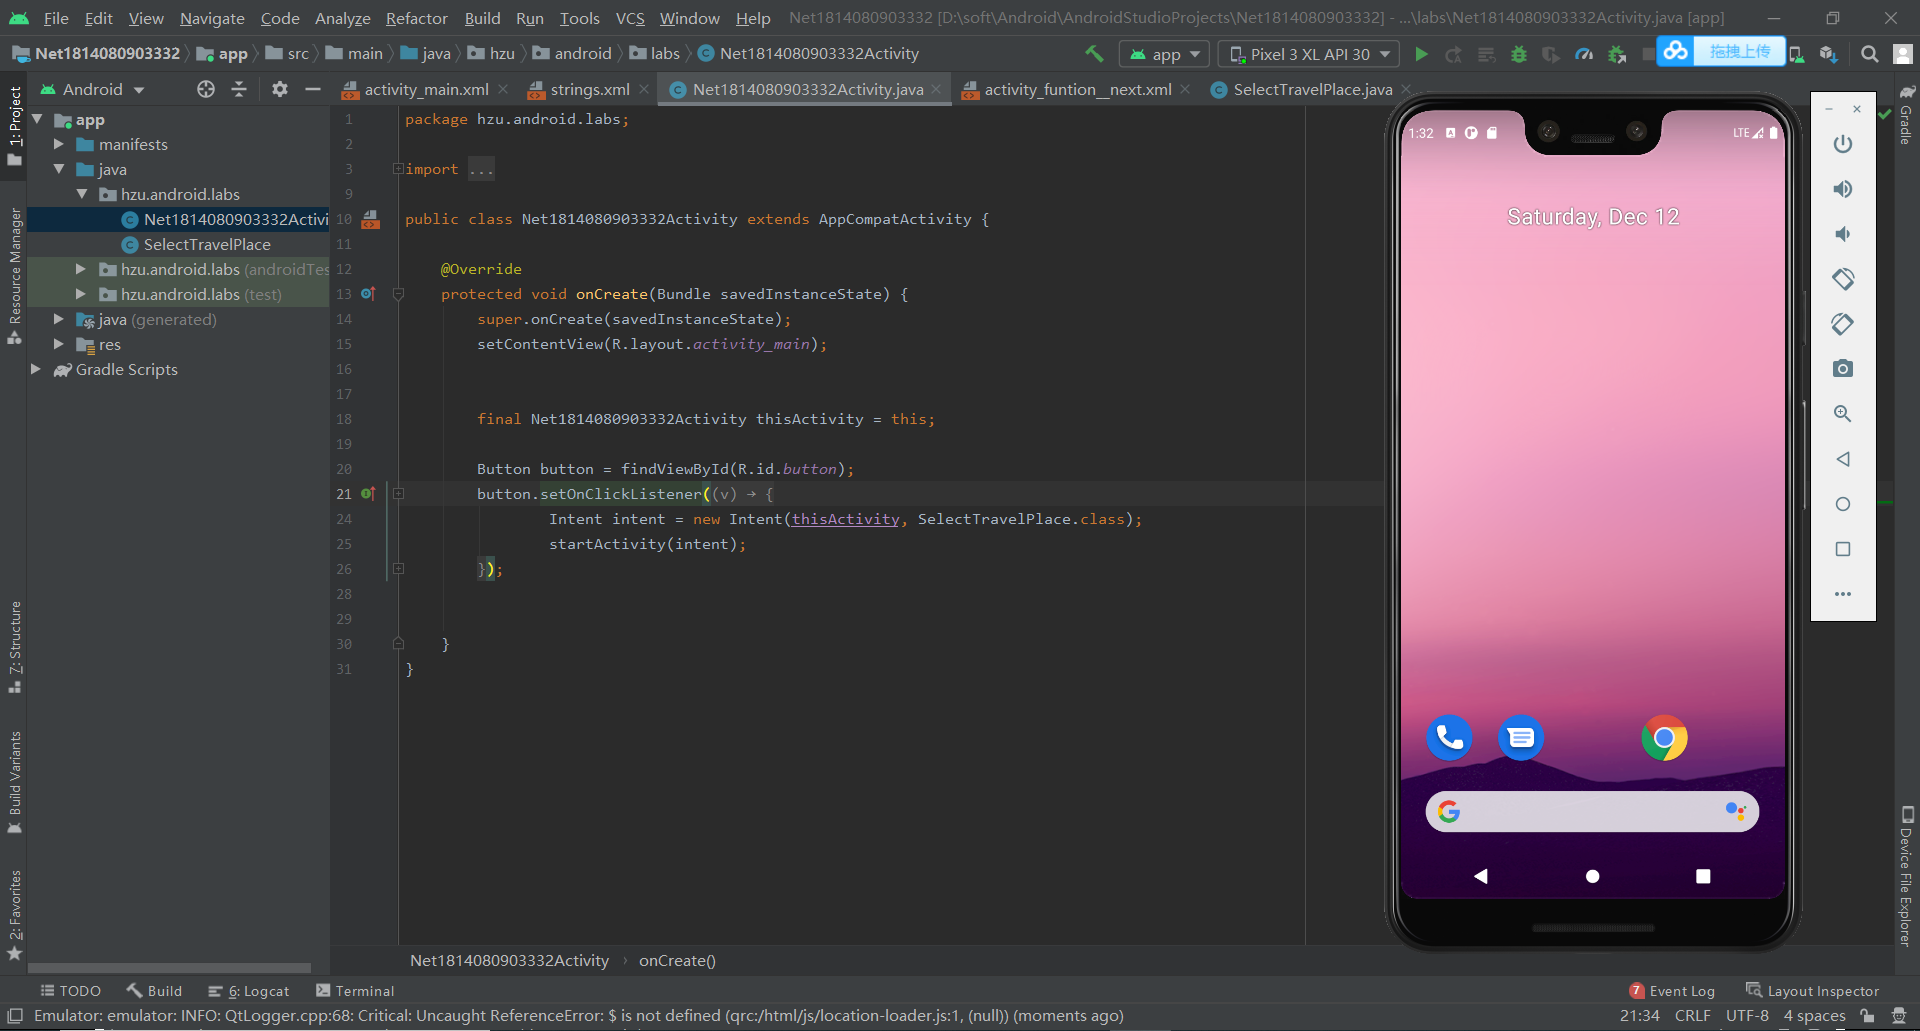 File Edit View Navigate Code Analyze Refactor Build Run Tools VCS Window Help Net1814080903332 [D:\soft\Android\AndroidStudioProjects\Net1814080903332] - ...\labs\Net1814080903332Activity.java [app]
Net1814080903332 app src main java hzu android labs Net1814080903332Activity app Pixel 3 XL API 30 拖拽上传
Android activity_main.xml strings.xml Net1814080903332Activity.java activity_funtion__next.xml SelectTravelPlace.java
1: Project
Resource Manager
7: Structure
Build Variants
2: Favorites
app
manifests
java
hzu.android.labs
Net1814080903332Activi
SelectTravelPlace
hzu.android.labs (androidTes
hzu.android.labs (test)
java (generated)
res
Gradle Scripts
1 package hzu.android.labs;
2
3 import ...
9
10 public class Net1814080903332Activity extends AppCompatActivity {
11
12 @Override
13 protected void onCreate(Bundle savedInstanceState) {
14 super.onCreate(savedInstanceState);
15 setContentView(R.layout.activity_main);
16
17
18 final Net1814080903332Activity thisActivity = this;
19
20 Button button = findViewById(R.id.button);
21 button.setOnClickListener((v) → {
24 Intent intent = new Intent(thisActivity, SelectTravelPlace.class);
25 startActivity(intent);
26 });
28
29
30 }
31 }
1:32 LTE
Saturday, Dec 12
Gradle
Device File Explorer
Net1814080903332Activity › onCreate()
TODO Build 6: Logcat Terminal 7 Event Log Layout Inspector
Emulator: emulator: INFO: QtLogger.cpp:68: Critical: Uncaught ReferenceError: $ is not defined (qrc:/html/js/location-loader.js:1, (null)) (moments ago) 21:34 CRLF UTF-8 4 spaces